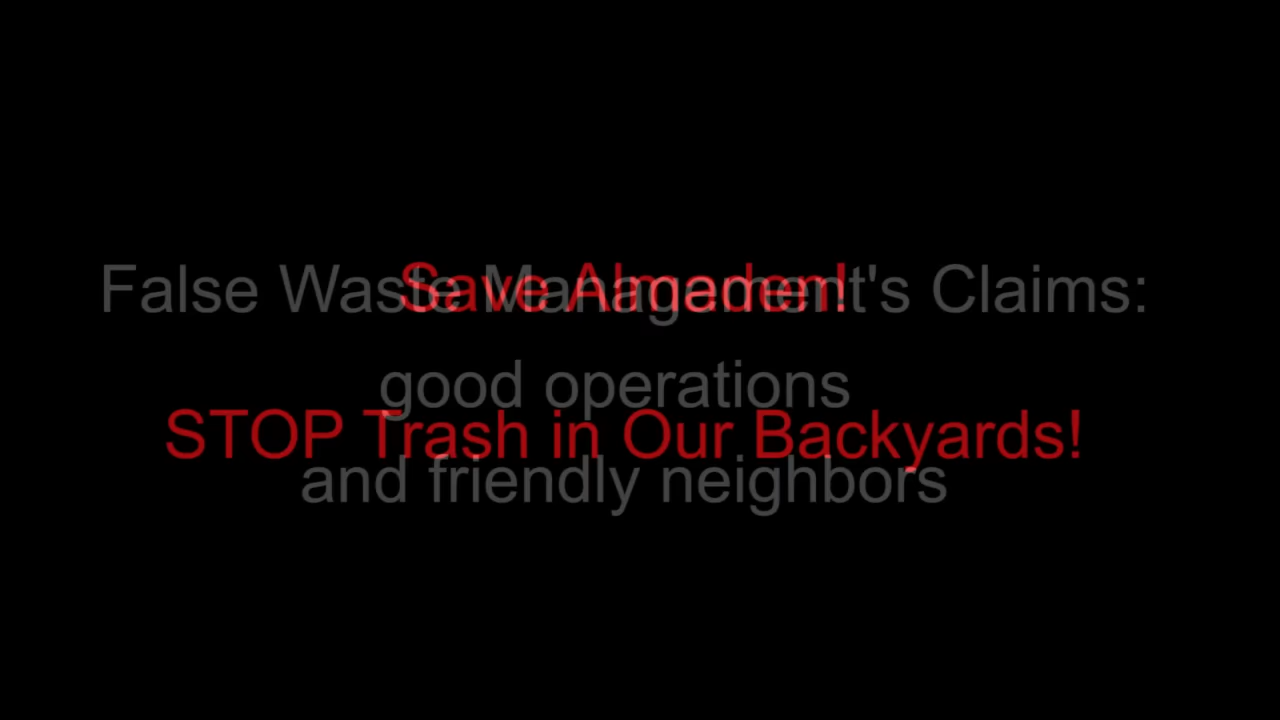 False Waste Management's Claims:
good operations
and friendly neighbors
Save Almaden!
STOP Trash in Our Backyards!